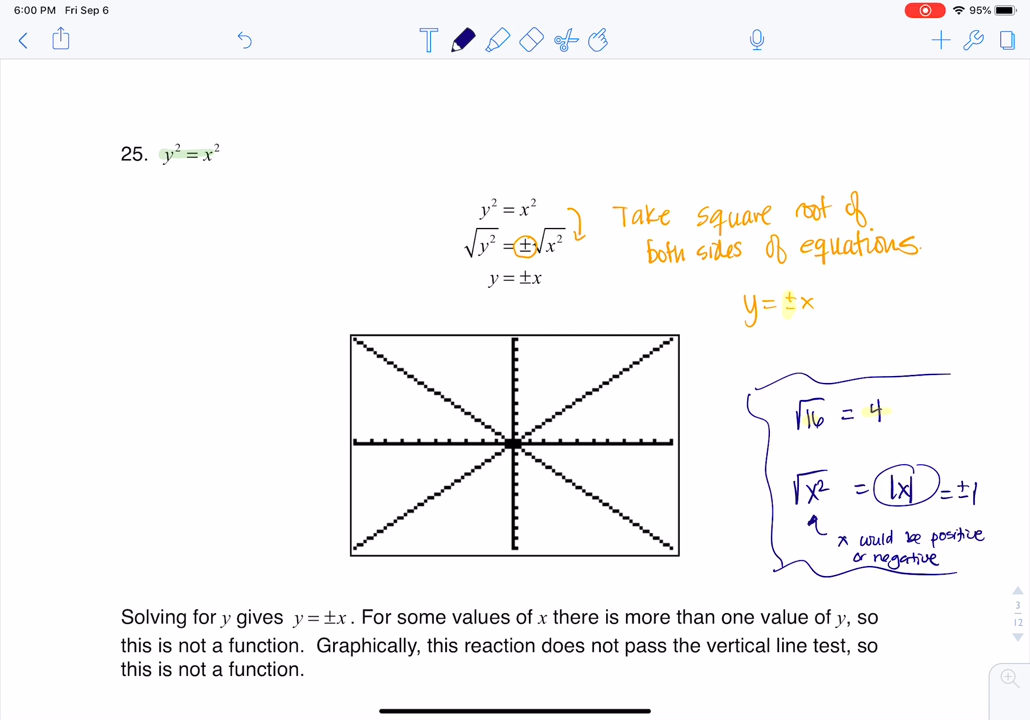 6:00 PM Fri Sep 6
95%
T
25. y² = x²
y² = x²
√y² = ±√x²
y = ±x
Take square root of
both sides of equations.
y = ±x
√16 = 4
√x² = |x| = ±1
x would be positive
or negative
3
12
Solving for y gives y = ±x. For some values of x there is more than one value of y, so
this is not a function. Graphically, this reaction does not pass the vertical line test, so
this is not a function.